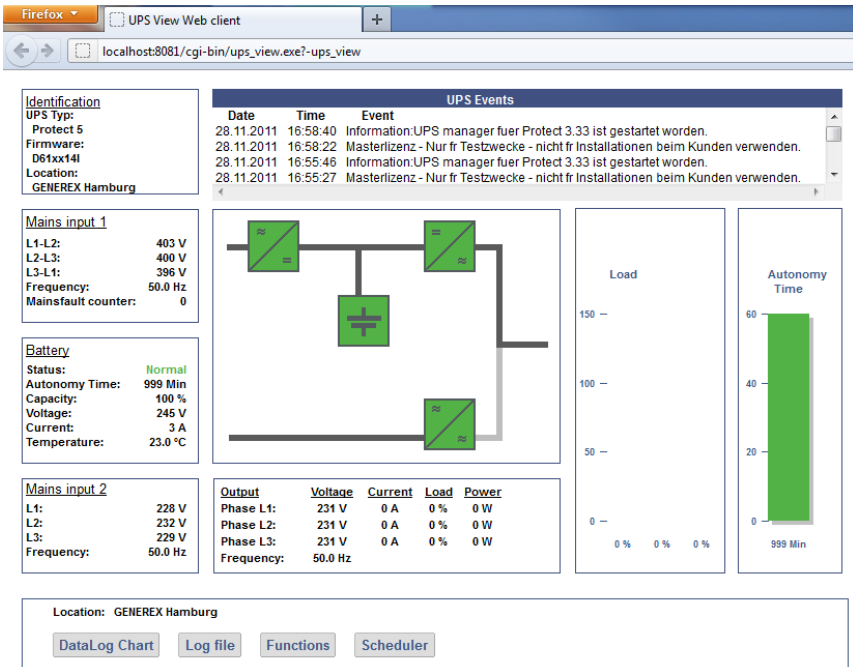 Firefox
UPS View Web client
+
localhost:8081/cgi-bin/ups_view.exe?-ups_view
Identification
UPS Typ:
Protect 5
Firmware:
D61xx14I
Location:
GENEREX Hamburg
UPS Events
Date Time Event
28.11.2011 16:58:40 Information:UPS manager fuer Protect 3.33 ist gestartet worden.
28.11.2011 16:58:22 Masterlizenz - Nur fr Testzwecke - nicht fr Installationen beim Kunden verwenden.
28.11.2011 16:55:46 Information:UPS manager fuer Protect 3.33 ist gestartet worden.
28.11.2011 16:55:27 Masterlizenz - Nur fr Testzwecke - nicht fr Installationen beim Kunden verwenden.
Mains input 1
L1-L2: 403 V
L2-L3: 400 V
L3-L1: 396 V
Frequency: 50.0 Hz
Mainsfault counter: 0
Battery
Status: Normal
Autonomy Time: 999 Min
Capacity: 100 %
Voltage: 245 V
Current: 3 A
Temperature: 23.0 °C
Mains input 2
L1: 228 V
L2: 232 V
L3: 229 V
Frequency: 50.0 Hz
≈ =
= ≈
≈ ≈
Output Voltage Current Load Power
Phase L1: 231 V 0 A 0 % 0 W
Phase L2: 231 V 0 A 0 % 0 W
Phase L3: 231 V 0 A 0 % 0 W
Frequency: 50.0 Hz
Load
150
100
50
0
0 % 0 % 0 %
Autonomy
Time
60
40
20
0
999 Min
Location: GENEREX Hamburg
DataLog Chart Log file Functions Scheduler